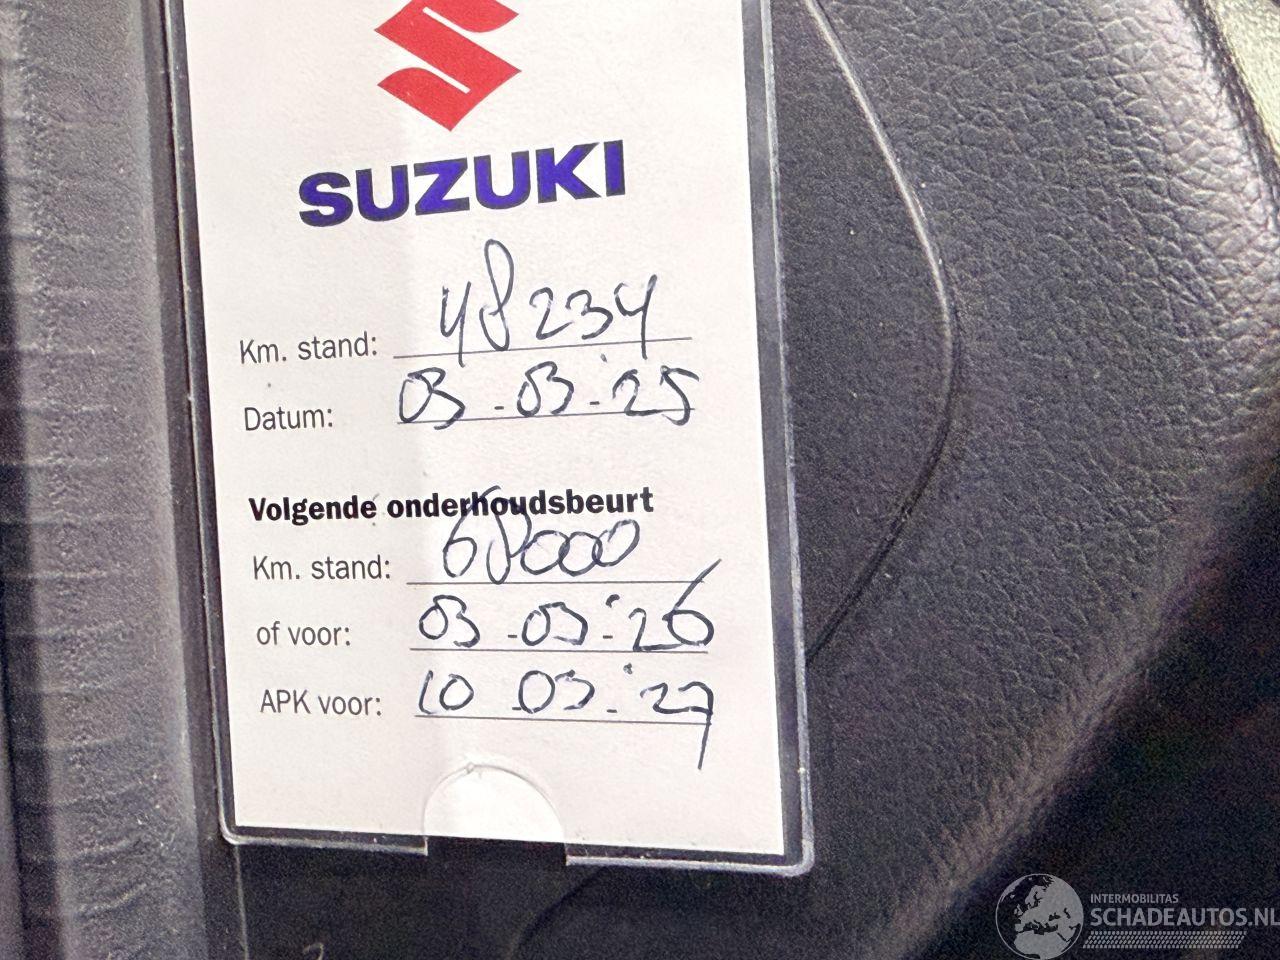 SUZUKI
Km. stand: 48234
Datum: 03-03-'25
Volgende onderhoudsbeurt
Km. stand: 68000
of voor: 03-03-'26
APK voor: 10-03-'27
INTERMOBILITAS
SCHADEAUTOS.NL